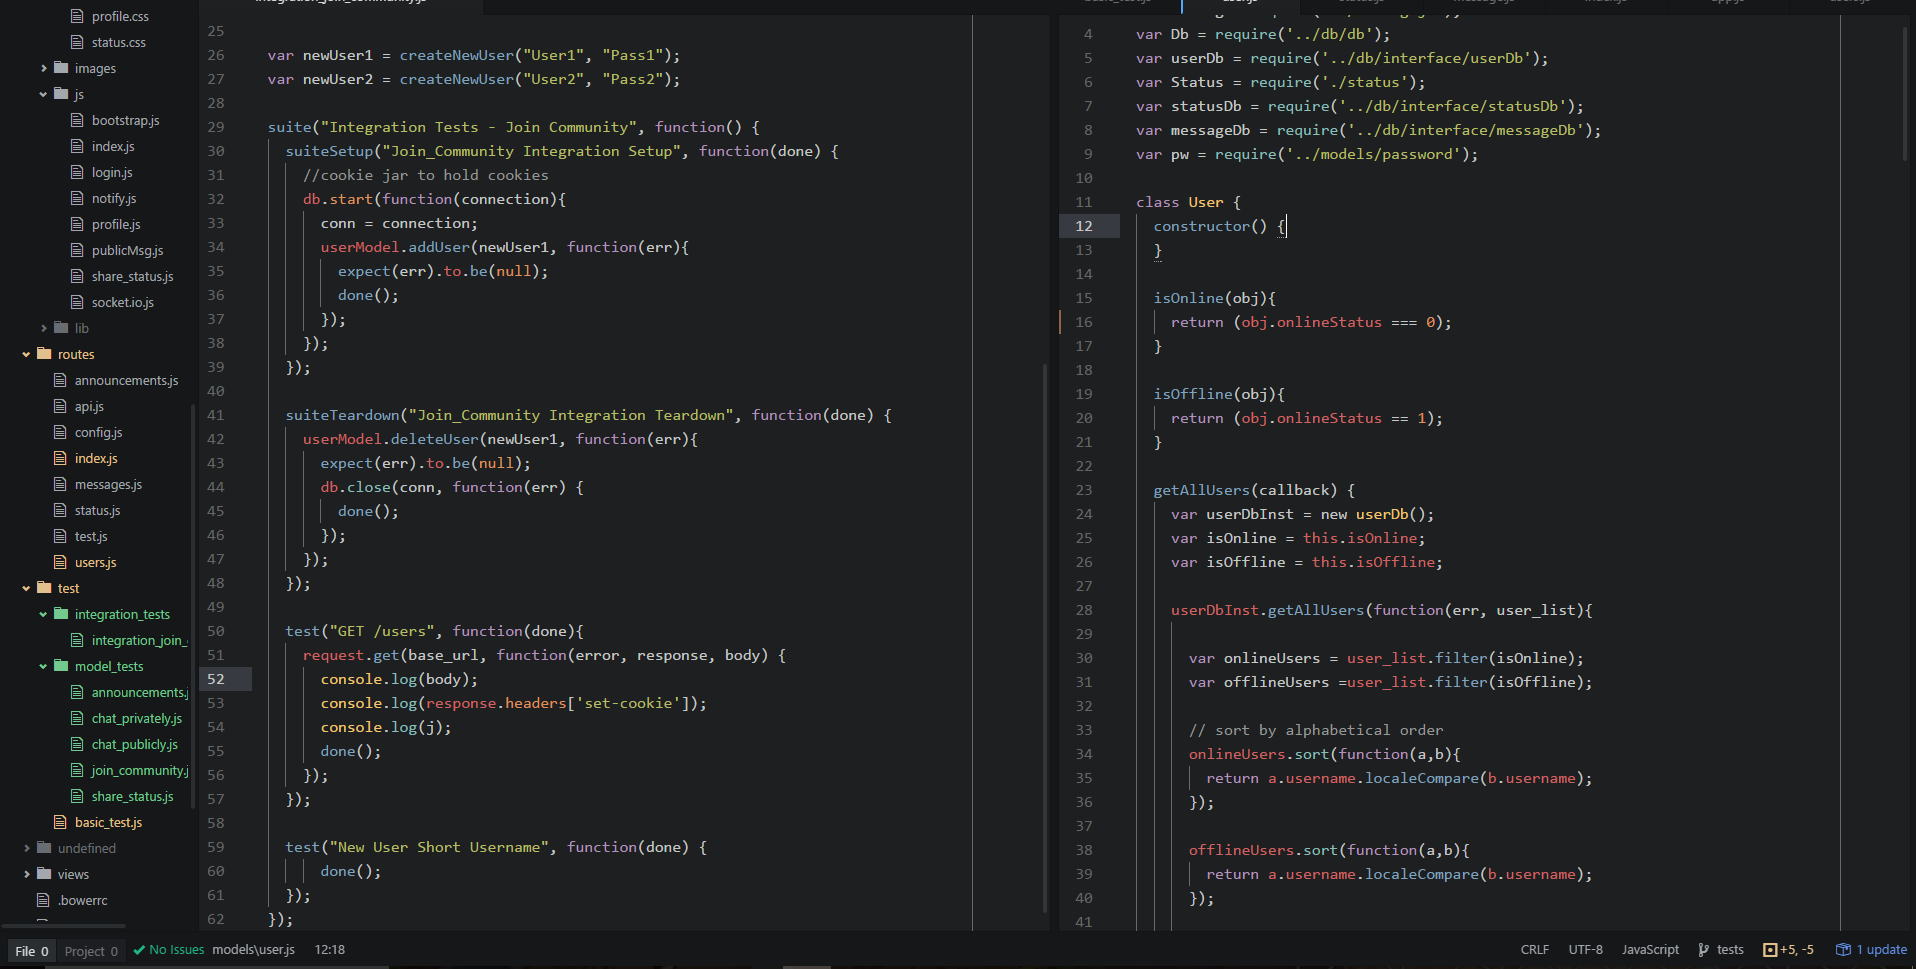 profile.css
status.css
images
js
bootstrap.js
index.js
login.js
notify.js
profile.js
publicMsg.js
share_status.js
socket.io.js
lib
routes
announcements.js
api.js
config.js
index.js
messages.js
status.js
test.js
users.js
test
integration_tests
integration_join_
model_tests
announcements.j
chat_privately.js
chat_publicly.js
join_community.j
share_status.js
basic_test.js
undefined
views
.bowerrc
integration_join_community.js
25
26 var newUser1 = createNewUser("User1", "Pass1");
27 var newUser2 = createNewUser("User2", "Pass2");
28
29 suite("Integration Tests - Join Community", function() {
30 suiteSetup("Join_Community Integration Setup", function(done) {
31 //cookie jar to hold cookies
32 db.start(function(connection){
33 conn = connection;
34 userModel.addUser(newUser1, function(err){
35 expect(err).to.be(null);
36 done();
37 });
38 });
39 });
40
41 suiteTeardown("Join_Community Integration Teardown", function(done) {
42 userModel.deleteUser(newUser1, function(err){
43 expect(err).to.be(null);
44 db.close(conn, function(err) {
45 done();
46 });
47 });
48 });
49
50 test("GET /users", function(done){
51 request.get(base_url, function(error, response, body) {
52 console.log(body);
53 console.log(response.headers['set-cookie']);
54 console.log(j);
55 done();
56 });
57 });
58
59 test("New User Short Username", function(done) {
60 done();
61 });
62 });
4 var Db = require('../db/db');
5 var userDb = require('../db/interface/userDb');
6 var Status = require('./status');
7 var statusDb = require('../db/interface/statusDb');
8 var messageDb = require('../db/interface/messageDb');
9 var pw = require('../models/password');
10
11 class User {
12 constructor() {
13 }
14
15 isOnline(obj){
16 return (obj.onlineStatus === 0);
17 }
18
19 isOffline(obj){
20 return (obj.onlineStatus == 1);
21 }
22
23 getAllUsers(callback) {
24 var userDbInst = new userDb();
25 var isOnline = this.isOnline;
26 var isOffline = this.isOffline;
27
28 userDbInst.getAllUsers(function(err, user_list){
29
30 var onlineUsers = user_list.filter(isOnline);
31 var offlineUsers =user_list.filter(isOffline);
32
33 // sort by alphabetical order
34 onlineUsers.sort(function(a,b){
35 return a.username.localeCompare(b.username);
36 });
37
38 offlineUsers.sort(function(a,b){
39 return a.username.localeCompare(b.username);
40 });
41
File 0 Project 0 No Issues models\user.js 12:18 CRLF UTF-8 JavaScript tests +5, -5 1 update